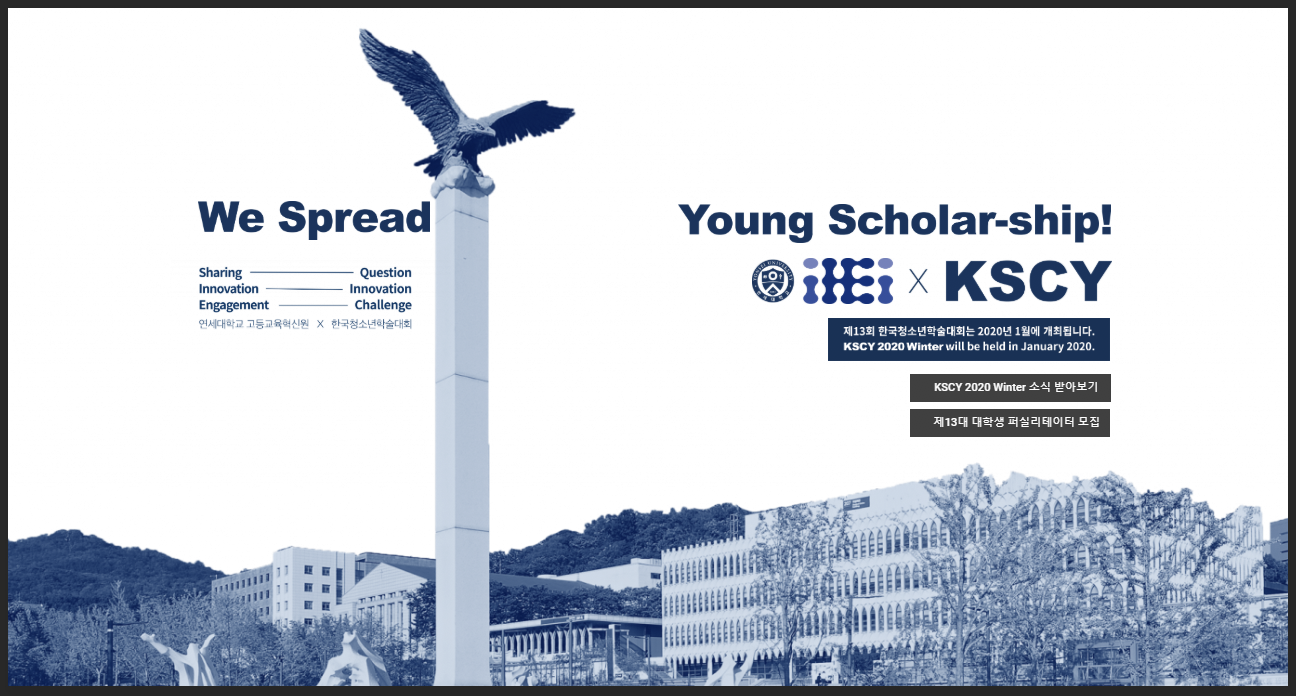 We Spread
Sharing Question
Innovation Innovation
Engagement Challenge
연세대학교 고등교육혁신원 X 한국청소년학술대회
Young Scholar-ship!
iHEi X KSCY
제13회 한국청소년학술대회는 2020년 1월에 개최됩니다.
KSCY 2020 Winter will be held in January 2020.
KSCY 2020 Winter 소식 받아보기
제13대 대학생 퍼실리테이터 모집